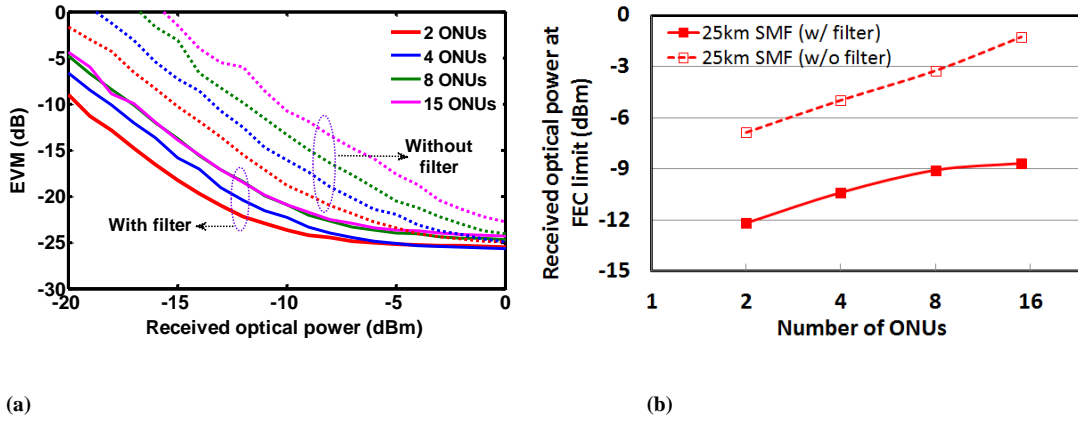 0
-5
-10
-15
-20
-25
-30
EVM (dB)
-20
-15
-10
-5
0
Received optical power (dBm)
2 ONUs
4 ONUs
8 ONUs
15 ONUs
Without
filter
With filter
(a)
0
-3
-6
-9
-12
-15
Received optical power at
FEC limit (dBm)
25km SMF (w/ filter)
25km SMF (w/o filter)
1
2
4
8
16
Number of ONUs
(b)